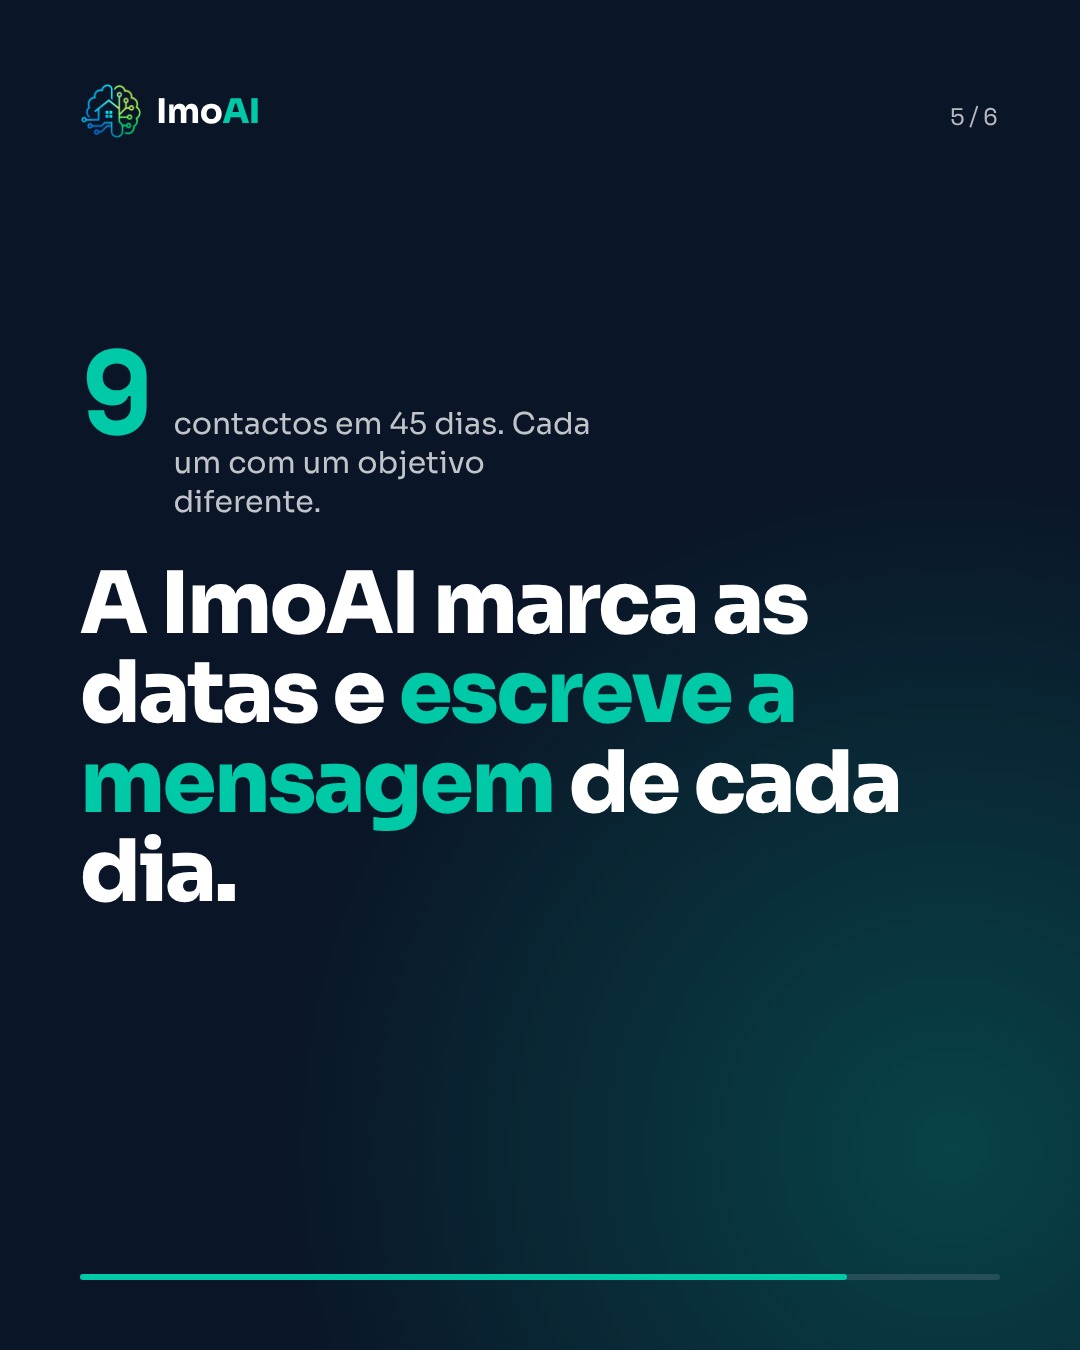 ImoAI
5 / 6
9
contactos em 45 dias. Cada
um com um objetivo
diferente.
A ImoAI marca as
datas e escreve a
mensagem de cada
dia.